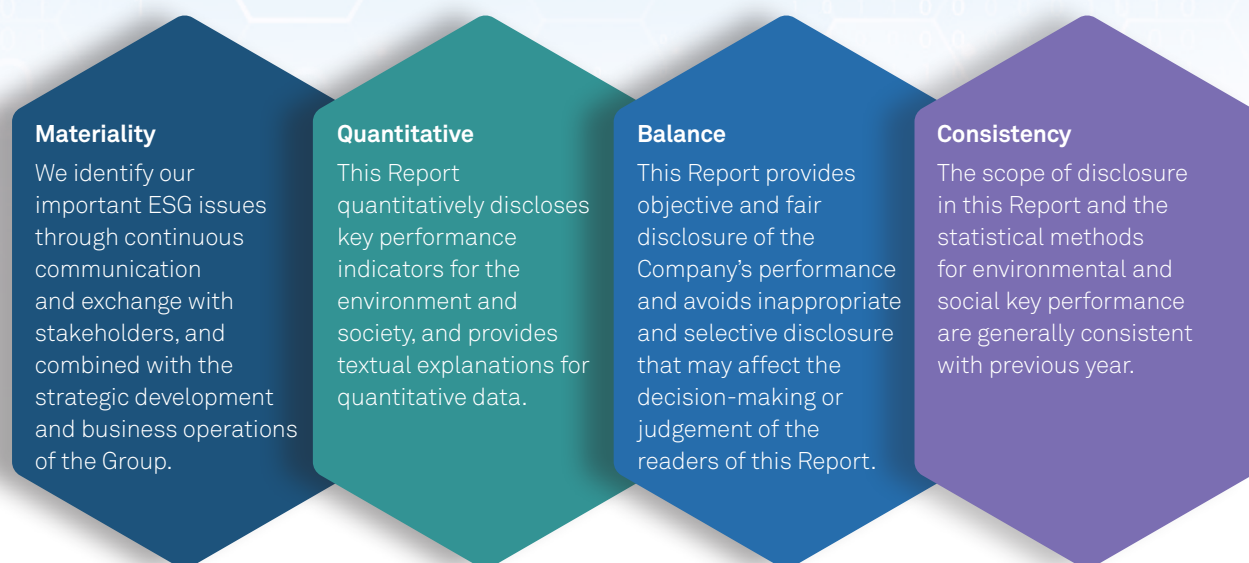 Materiality
We identify our
important ESG issues
through continuous
communication
and exchange with
stakeholders, and
combined with the
strategic development
and business operations
of the Group.
Quantitative
This Report
quantitatively discloses
key performance
indicators for the
environment and
society, and provides
textual explanations for
quantitative data.
Balance
This Report provides
objective and fair
disclosure of the
Company's performance
and avoids inappropriate
and selective disclosure
that may affect the
decision-making or
judgement of the
readers of this Report.
Consistency
The scope of disclosure
in this Report and the
statistical methods
for environmental and
social key performance
are generally consistent
with previous year.